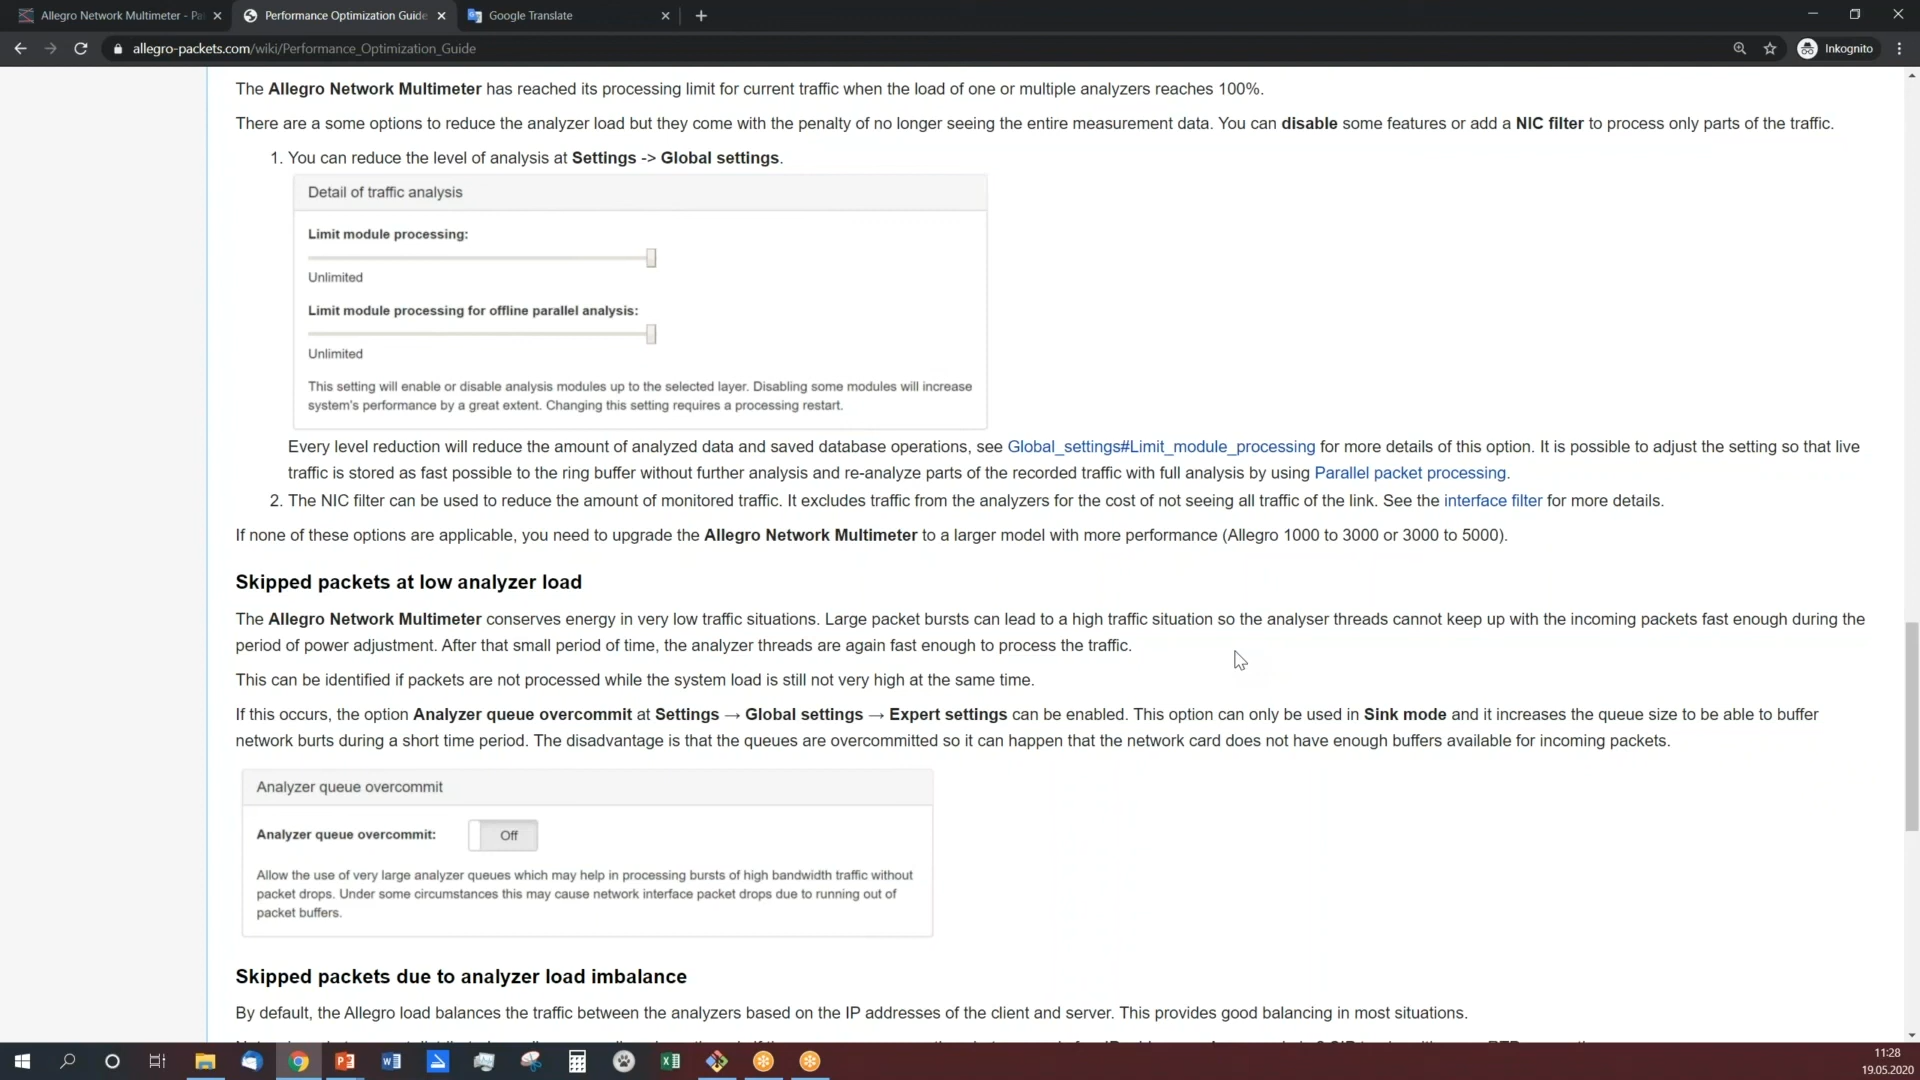 Allegro Network Multimeter - Pa
Performance Optimization Guide
Google Translate
allegro-packets.com/wiki/Performance_Optimization_Guide
Inkognito
The Allegro Network Multimeter has reached its processing limit for current traffic when the load of one or multiple analyzers reaches 100%.
There are a some options to reduce the analyzer load but they come with the penalty of no longer seeing the entire measurement data. You can disable some features or add a NIC filter to process only parts of the traffic.
1. You can reduce the level of analysis at Settings -> Global settings.
Detail of traffic analysis
Limit module processing:
Unlimited
Limit module processing for offline parallel analysis:
Unlimited
This setting will enable or disable analysis modules up to the selected layer. Disabling some modules will increase
system's performance by a great extent. Changing this setting requires a processing restart.
Every level reduction will reduce the amount of analyzed data and saved database operations, see Global_settings#Limit_module_processing for more details of this option. It is possible to adjust the setting so that live
traffic is stored as fast possible to the ring buffer without further analysis and re-analyze parts of the recorded traffic with full analysis by using Parallel packet processing.
2. The NIC filter can be used to reduce the amount of monitored traffic. It excludes traffic from the analyzers for the cost of not seeing all traffic of the link. See the interface filter for more details.
If none of these options are applicable, you need to upgrade the Allegro Network Multimeter to a larger model with more performance (Allegro 1000 to 3000 or 3000 to 5000).
Skipped packets at low analyzer load
The Allegro Network Multimeter conserves energy in very low traffic situations. Large packet bursts can lead to a high traffic situation so the analyser threads cannot keep up with the incoming packets fast enough during the
period of power adjustment. After that small period of time, the analyzer threads are again fast enough to process the traffic.
This can be identified if packets are not processed while the system load is still not very high at the same time.
If this occurs, the option Analyzer queue overcommit at Settings → Global settings → Expert settings can be enabled. This option can only be used in Sink mode and it increases the queue size to be able to buffer
network burts during a short time period. The disadvantage is that the queues are overcommitted so it can happen that the network card does not have enough buffers available for incoming packets.
Analyzer queue overcommit
Analyzer queue overcommit: Off
Allow the use of very large analyzer queues which may help in processing bursts of high bandwidth traffic without
packet drops. Under some circumstances this may cause network interface packet drops due to running out of
packet buffers.
Skipped packets due to analyzer load imbalance
By default, the Allegro load balances the traffic between the analyzers based on the IP addresses of the client and server. This provides good balancing in most situations.
11:28
19.05.2020